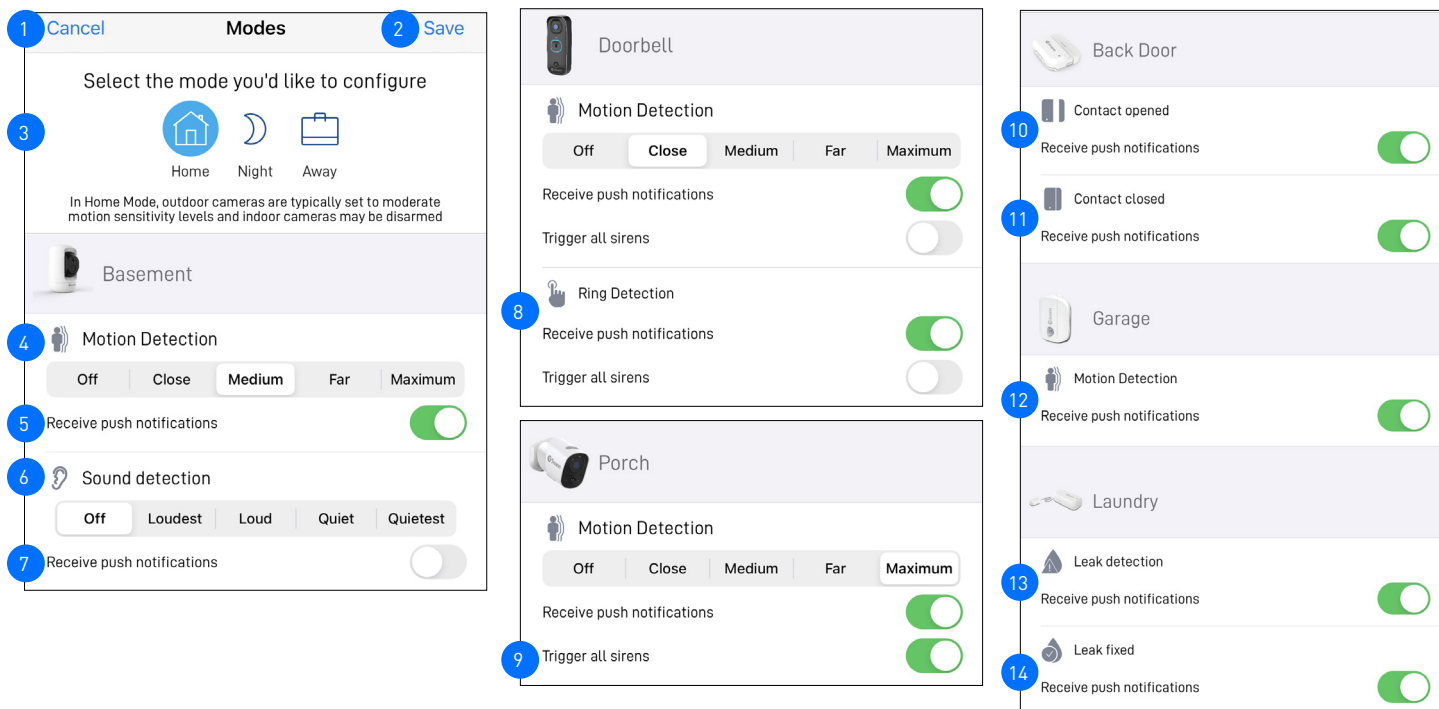 1 Cancel Modes 2 Save
Select the mode you'd like to configure
3
Home Night Away
In Home Mode, outdoor cameras are typically set to moderate
motion sensitivity levels and indoor cameras may be disarmed
Basement
4 Motion Detection
Off Close Medium Far Maximum
5 Receive push notifications
6 Sound detection
Off Loudest Loud Quiet Quietest
7 Receive push notifications
Doorbell
Motion Detection
Off Close Medium Far Maximum
Receive push notifications
Trigger all sirens
8 Ring Detection
Receive push notifications
Trigger all sirens
Porch
Motion Detection
Off Close Medium Far Maximum
Receive push notifications
9 Trigger all sirens
Back Door
10 Contact opened
Receive push notifications
11 Contact closed
Receive push notifications
Garage
Motion Detection
12 Receive push notifications
Laundry
13 Leak detection
Receive push notifications
Leak fixed
14 Receive push notifications